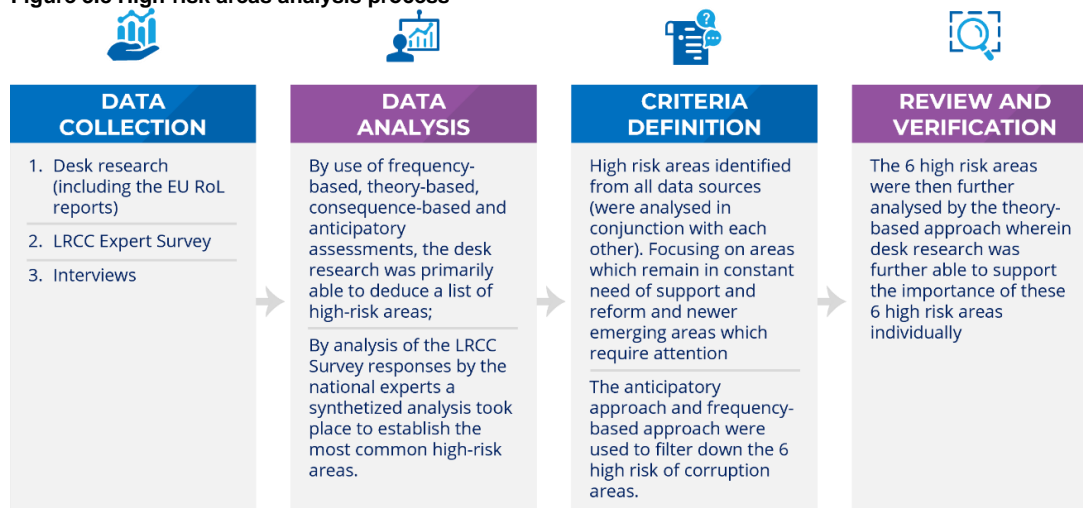 Figure 3.3 High-risk areas analysis process
DATA
COLLECTION
1. Desk research
(including the EU RoL
reports)
2. LRCC Expert Survey
3. Interviews
DATA
ANALYSIS
By use of frequency-
based, theory-based,
consequence-based and
anticipatory
assessments, the desk
research was primarily
able to deduce a list of
high-risk areas;
By analysis of the LRCC
Survey responses by the
national experts a
synthetized analysis took
place to establish the
most common high-risk
areas.
CRITERIA
DEFINITION
High risk areas identified
from all data sources
(were analysed in
conjunction with each
other). Focusing on areas
which remain in constant
need of support and
reform and newer
emerging areas which
require attention
The anticipatory
approach and frequency-
based approach were
used to filter down the 6
high risk of corruption
areas.
REVIEW AND
VERIFICATION
The 6 high risk areas
were then further
analysed by the theory-
based approach wherein
desk research was
further able to support
the importance of these
6 high risk areas
individually